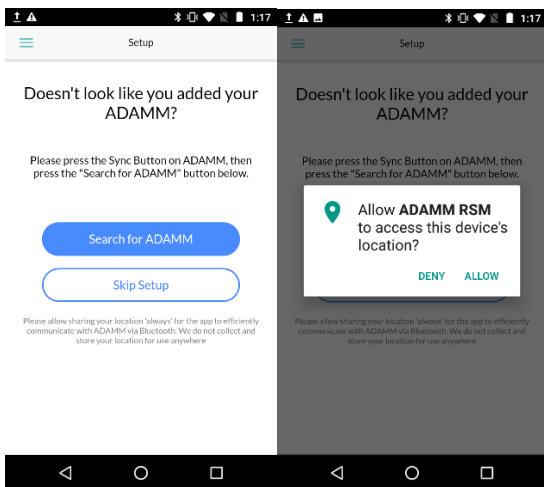 1:17
Setup
Doesn't look like you added your
ADAMM?
Please press the Sync Button on ADAMM, then
press the "Search for ADAMM" button below.
Search for ADAMM
Skip Setup
Please allow sharing your location 'always' for the app to efficiently
communicate with ADAMM via Bluetooth. We do not collect and
store your location for use anywhere
1:17
Setup
Doesn't look like you added your
ADAMM?
Please press the Sync Button on ADAMM, then
press the "Search for ADAMM" button below.
Allow ADAMM RSM
to access this device's
location?
DENY ALLOW
Please allow sharing your location 'always' for the app to efficiently
communicate with ADAMM via Bluetooth. We do not collect and
store your location for use anywhere